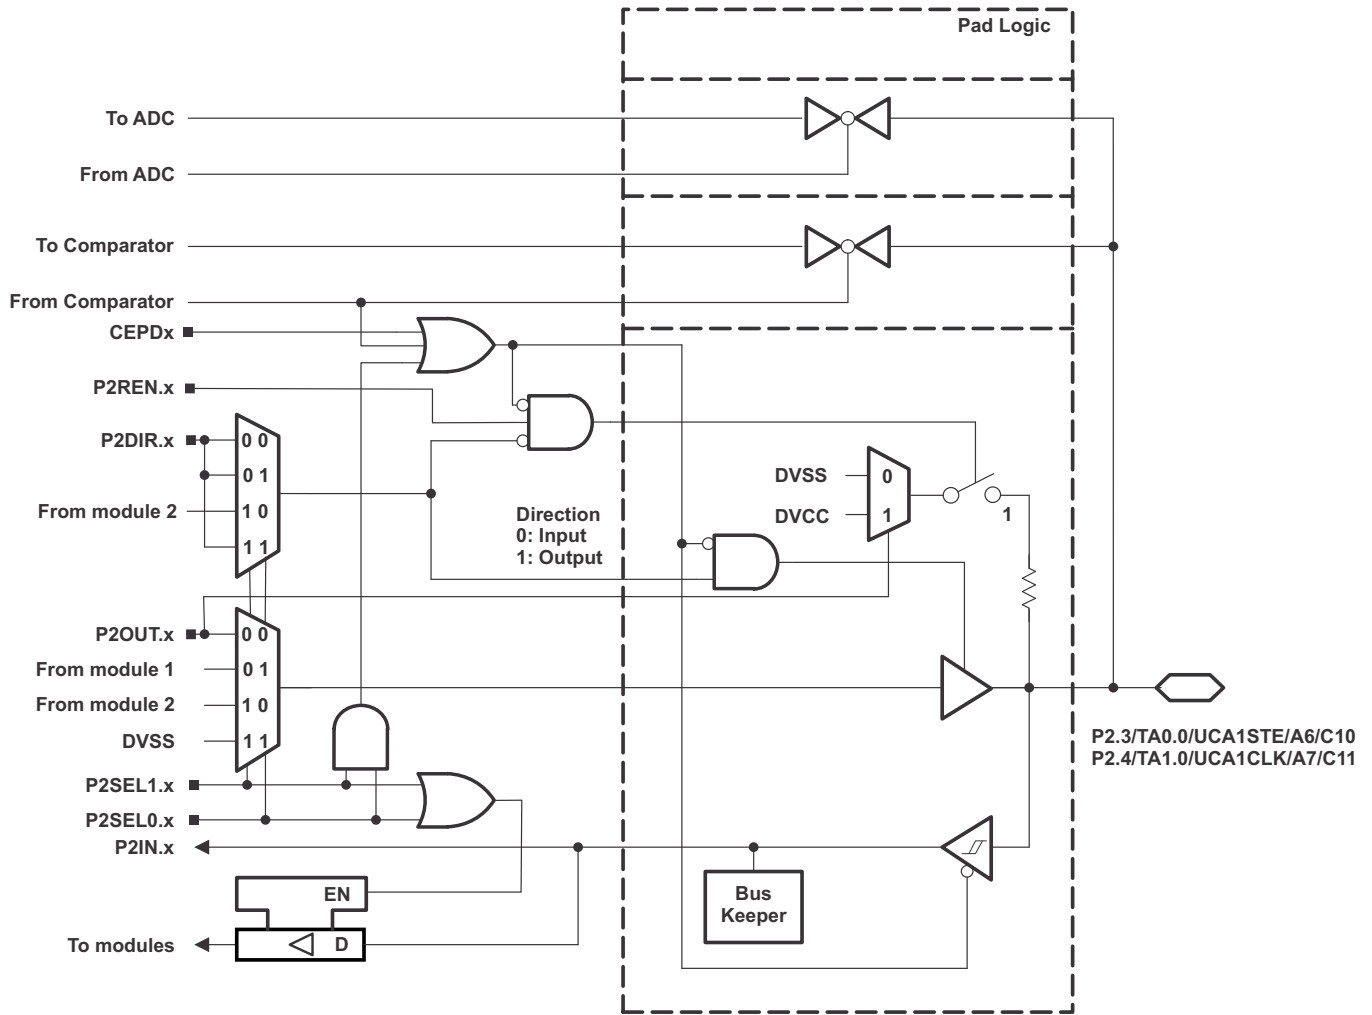 Pad Logic
To ADC
From ADC
To Comparator
From Comparator
CEPDx
P2REN.x
P2DIR.x
0 0
0 1
From module 2
1 0
1 1
Direction
0: Input
1: Output
DVSS
0
DVCC
1
1
P2OUT.x
0 0
From module 1
0 1
From module 2
1 0
DVSS
1 1
P2.3/TA0.0/UCA1STE/A6/C10
P2.4/TA1.0/UCA1CLK/A7/C11
P2SEL1.x
P2SEL0.x
P2IN.x
EN
Bus
Keeper
To modules
D